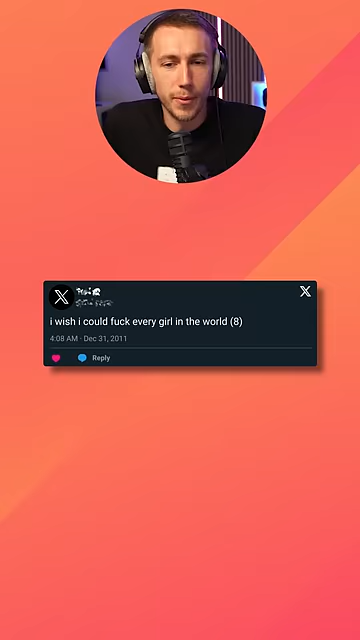 i wish i could fuck every girl in the world (8)
4:08 AM · Dec 31, 2011
Reply